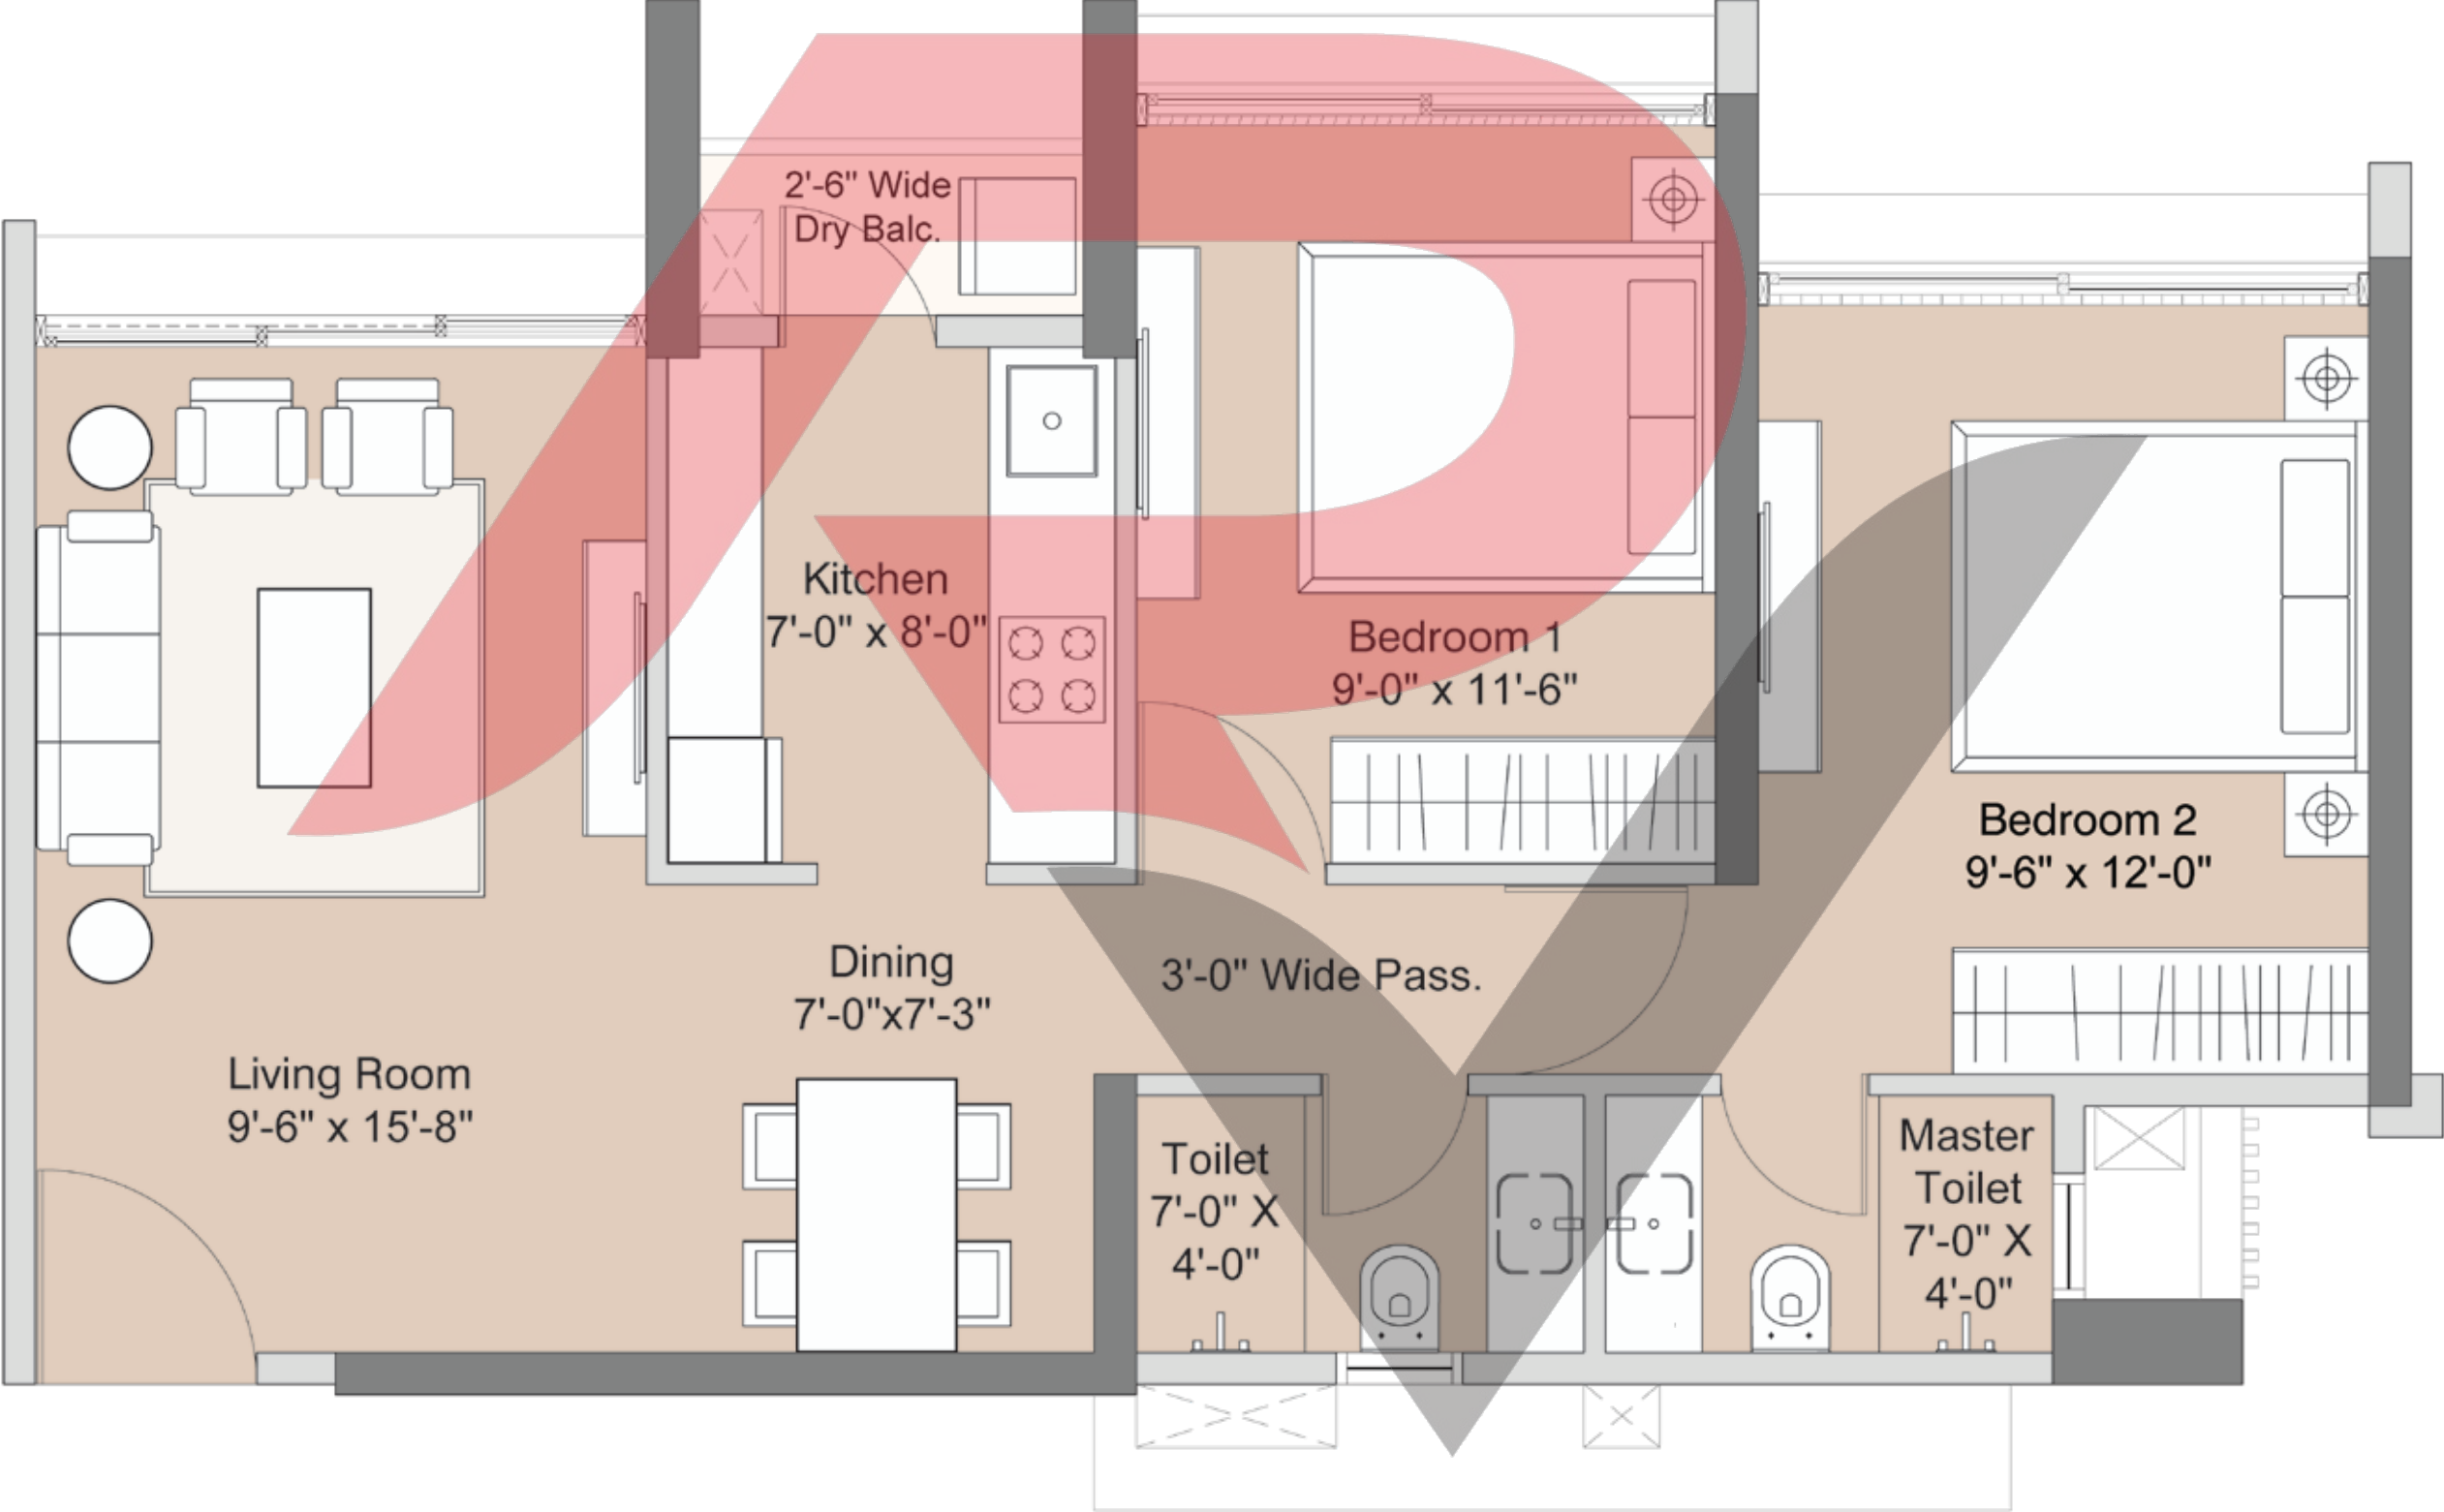 2'-6" Wide
Dry Balc.
Kitchen
7'-0" x 8'-0"
Bedroom 1
9'-0" x 11'-6"
Bedroom 2
9'-6" x 12'-0"
Dining
7'-0"x7'-3"
3'-0" Wide Pass.
Living Room
9'-6" x 15'-8"
Toilet
7'-0" X
4'-0"
Master
Toilet
7'-0" X
4'-0"